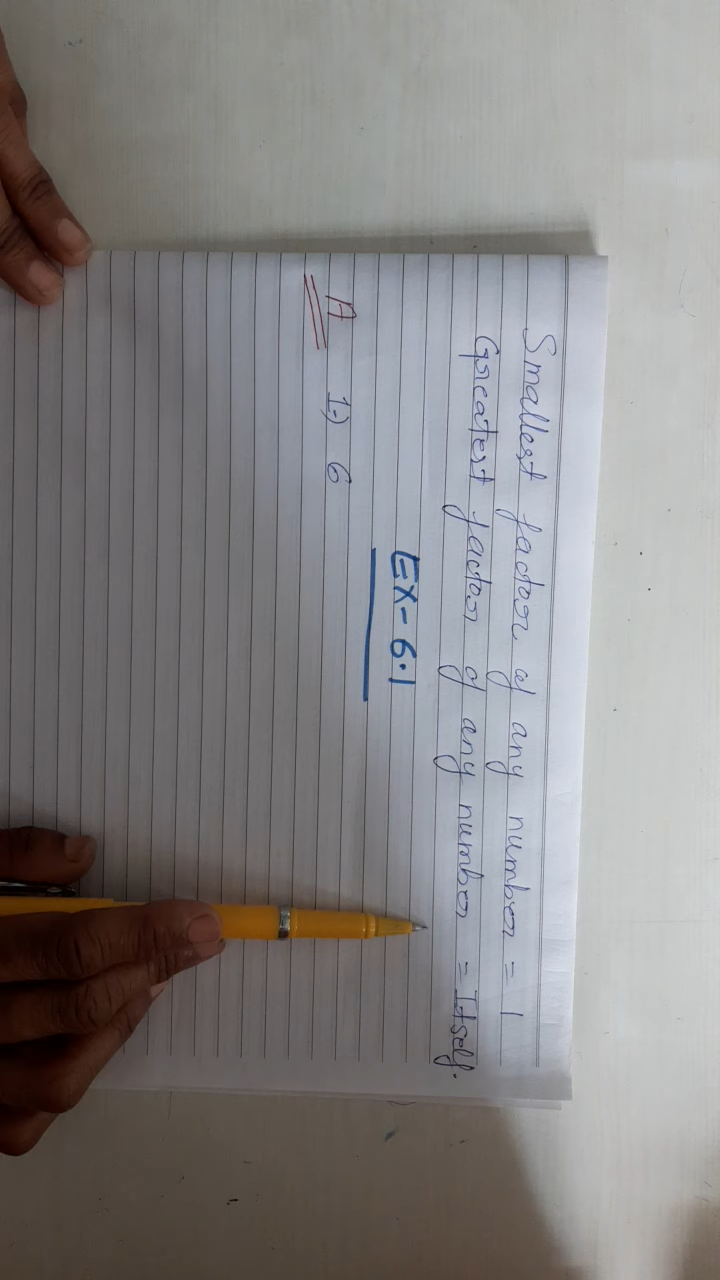 Smallest factor of any number = 1
Greatest factor of any number = Itself.
EX-6.1
A 1.) 6